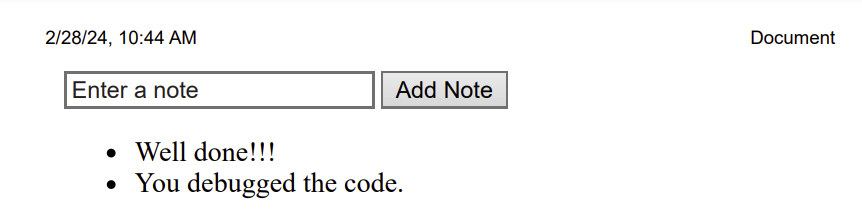 2/28/24, 10:44 AM Document
Enter a note Add Note
Well done!!!
You debugged the code.